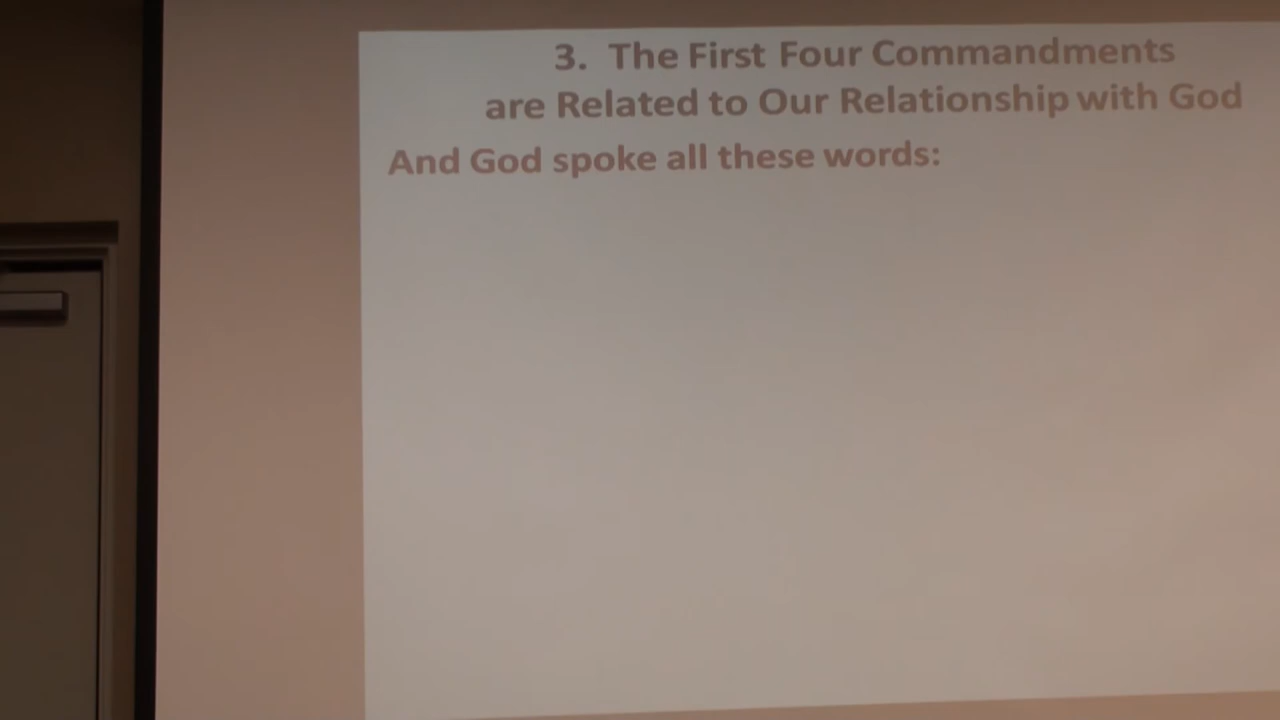 3. The First Four Commandments
are Related to Our Relationship with God
And God spoke all these words: